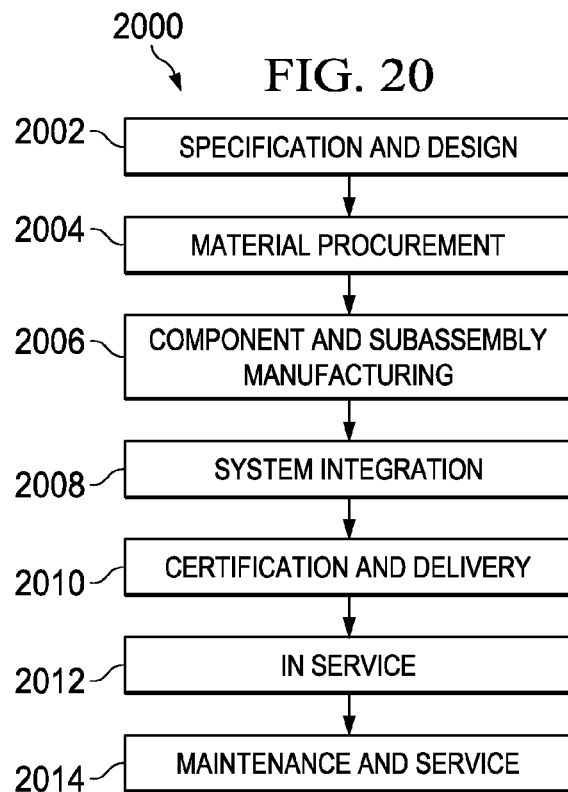 2000
FIG. 20
2002
SPECIFICATION AND DESIGN
2004
MATERIAL PROCUREMENT
2006
COMPONENT AND SUBASSEMBLY
MANUFACTURING
2008
SYSTEM INTEGRATION
2010
CERTIFICATION AND DELIVERY
2012
IN SERVICE
2014
MAINTENANCE AND SERVICE